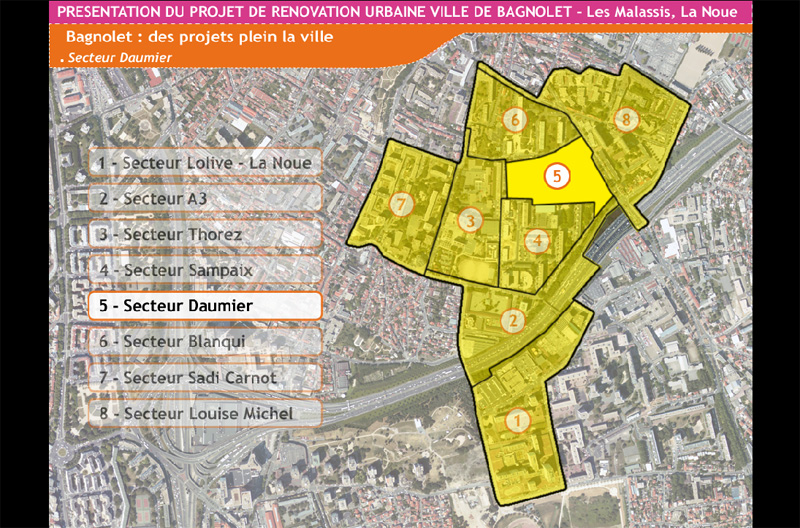 PRESENTATION DU PROJET DE RENOVATION URBAINE VILLE DE BAGNOLET - Les Malassis, La Noue
Bagnolet : des projets plein la ville
. Secteur Daumier
1 - Secteur Lolive - La Noue
2 - Secteur A3
3 - Secteur Thorez
4 - Secteur Sampaix
5 - Secteur Daumier
6 - Secteur Blanqui
7 - Secteur Sadi Carnot
8 - Secteur Louise Michel
6
8
5
7
3
4
2
1